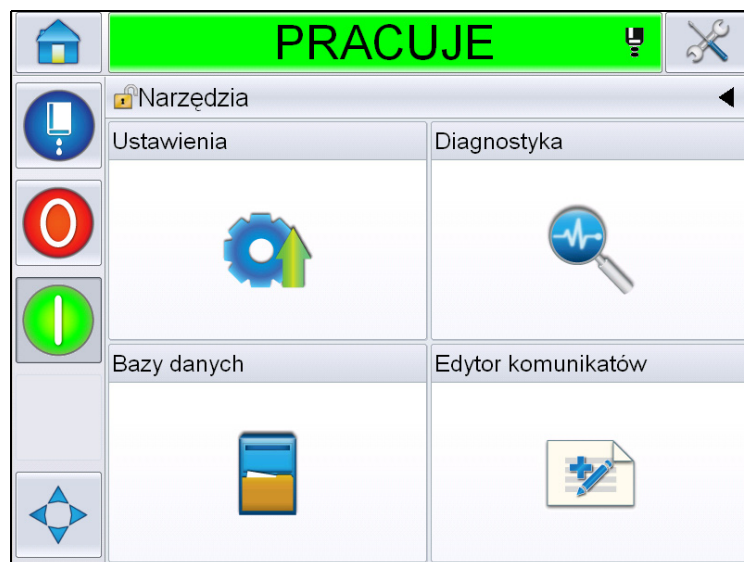 PRACUJE
Narzędzia
Ustawienia
Diagnostyka
Bazy danych
Edytor komunikatów